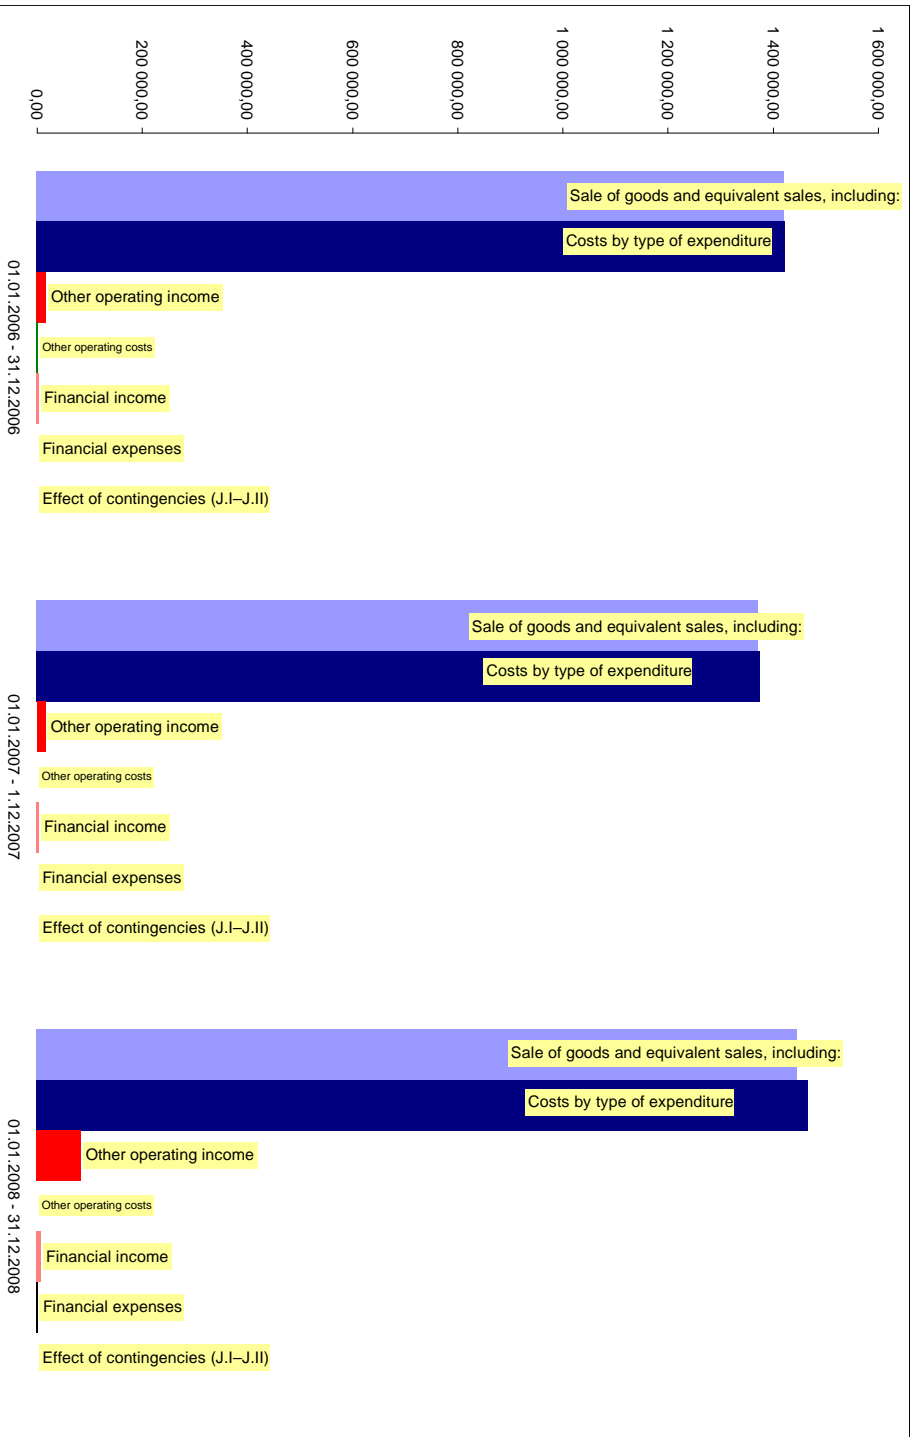 1 600 000,00
1 400 000,00
1 200 000,00
1 000 000,00
800 000,00
600 000,00
400 000,00
200 000,00
0,00
Sale of goods and equivalent sales, including:
Costs by type of expenditure
Other operating income
Other operating costs
Financial income
Financial expenses
Effect of contingencies (J.I–J.II)
01.01.2006 - 31.12.2006
Sale of goods and equivalent sales, including:
Costs by type of expenditure
Other operating income
Other operating costs
Financial income
Financial expenses
Effect of contingencies (J.I–J.II)
01.01.2007 - 1.12.2007
Sale of goods and equivalent sales, including:
Costs by type of expenditure
Other operating income
Other operating costs
Financial income
Financial expenses
Effect of contingencies (J.I–J.II)
01.01.2008 - 31.12.2008